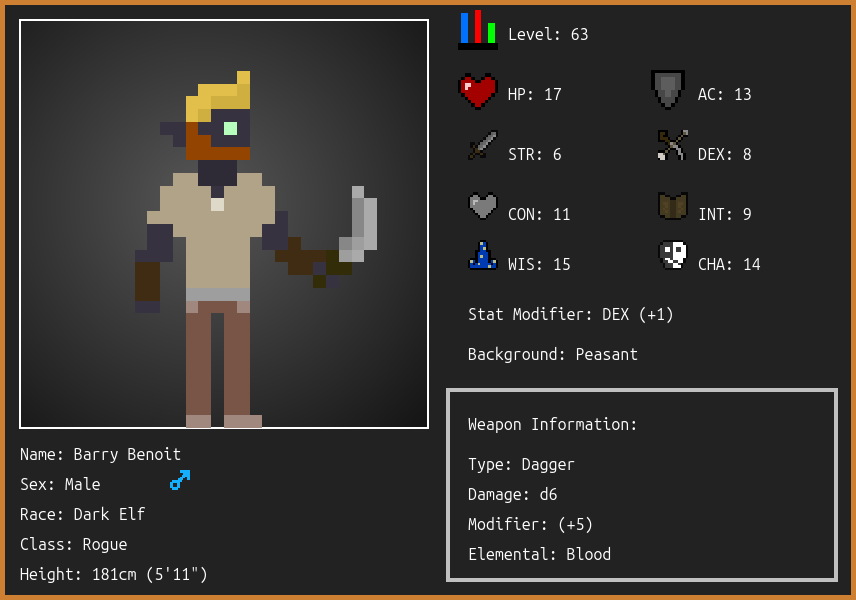 Level: 63
HP: 17
AC: 13
STR: 6
DEX: 8
CON: 11
INT: 9
WIS: 15
CHA: 14
Stat Modifier: DEX (+1)
Background: Peasant
Weapon Information:
Type: Dagger
Damage: d6
Modifier: (+5)
Elemental: Blood
Name: Barry Benoit
Sex: Male
Race: Dark Elf
Class: Rogue
Height: 181cm (5'11")